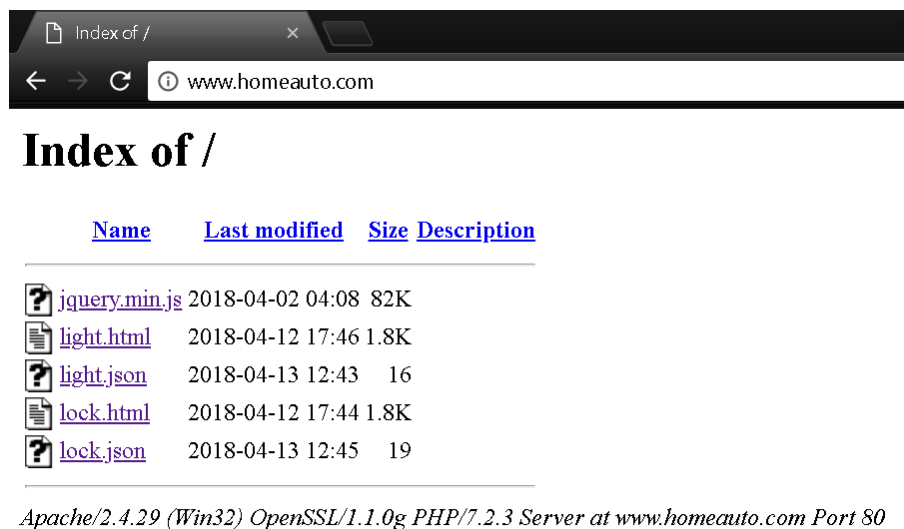 Index of /
www.homeauto.com
Index of /
Name Last modified Size Description
jquery.min.js 2018-04-02 04:08 82K
light.html 2018-04-12 17:46 1.8K
light.json 2018-04-13 12:43 16
lock.html 2018-04-12 17:44 1.8K
lock.json 2018-04-13 12:45 19
Apache/2.4.29 (Win32) OpenSSL/1.1.0g PHP/7.2.3 Server at www.homeauto.com Port 80